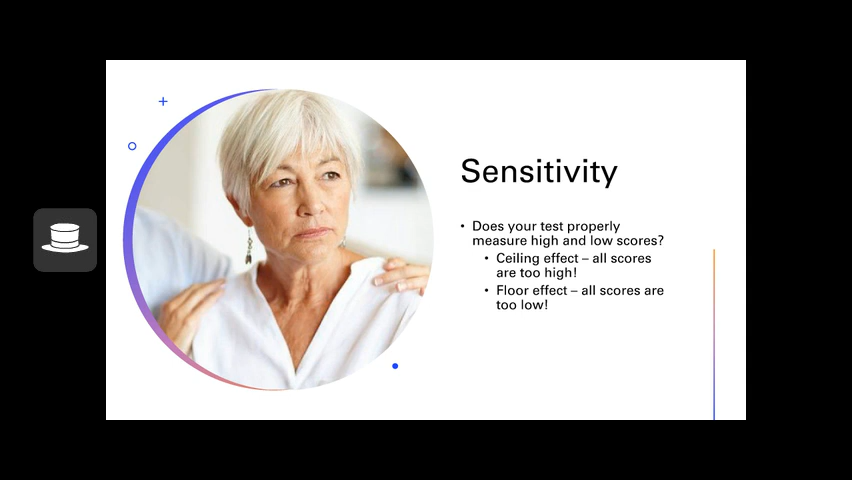 Sensitivity
• Does your test properly
measure high and low scores?
• Ceiling effect – all scores
are too high!
• Floor effect – all scores are
too low!